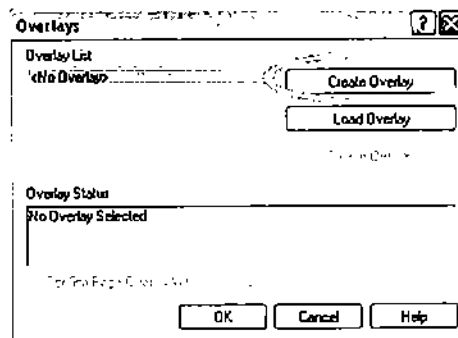 Overlays
Overlay List
<No Overlay>
Create Overlay
Load Overlay
Overlay Status
No Overlay Selected
OK Cancel Help